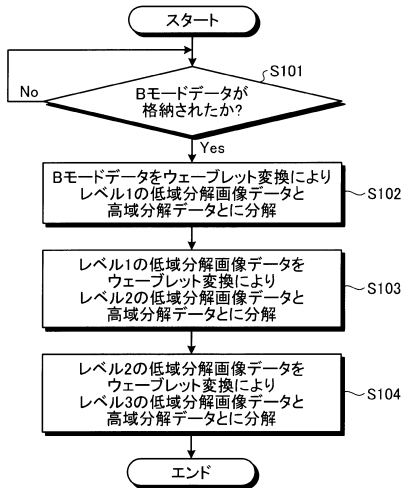 スタート
S101
Bモードデータが
格納されたか?
No
Yes
Bモードデータをウェーブレット変換により
レベル1の低域分解画像データと
高域分解データとに分解
S102
レベル1の低域分解画像データを
ウェーブレット変換により
レベル2の低域分解画像データと
高域分解データとに分解
S103
レベル2の低域分解画像データを
ウェーブレット変換により
レベル3の低域分解画像データと
高域分解データとに分解
S104
エンド